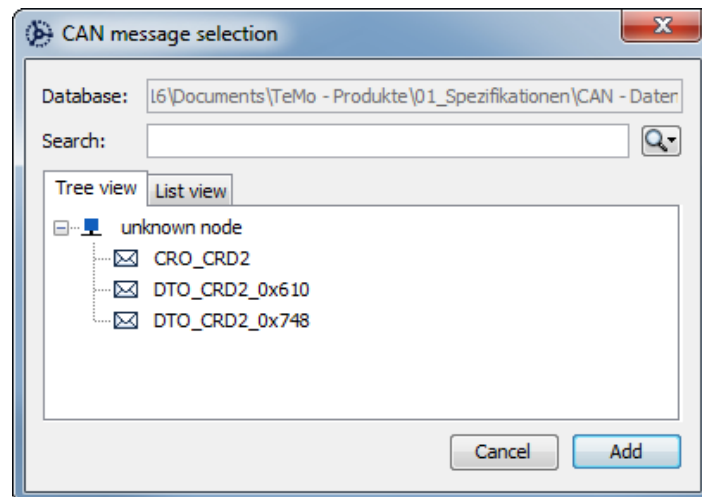 CAN message selection
Database: l6\Documents\TeMo - Produkte\01_Spezifikationen\CAN - Daten
Search:
Tree view List view
unknown node
CRO_CRD2
DTO_CRD2_0x610
DTO_CRD2_0x748
Cancel Add